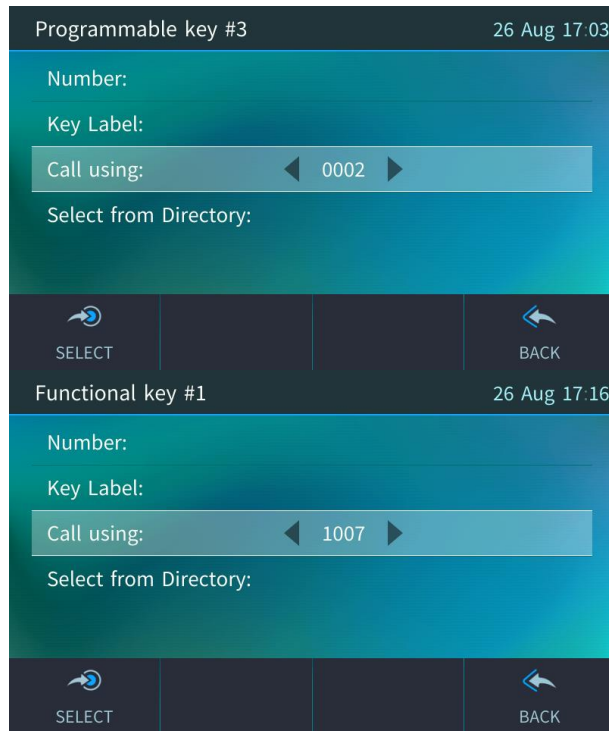 Programmable key #3 26 Aug 17:03
Number:
Key Label:
Call using: 0002
Select from Directory:
SELECT BACK
Functional key #1 26 Aug 17:16
Number:
Key Label:
Call using: 1007
Select from Directory:
SELECT BACK